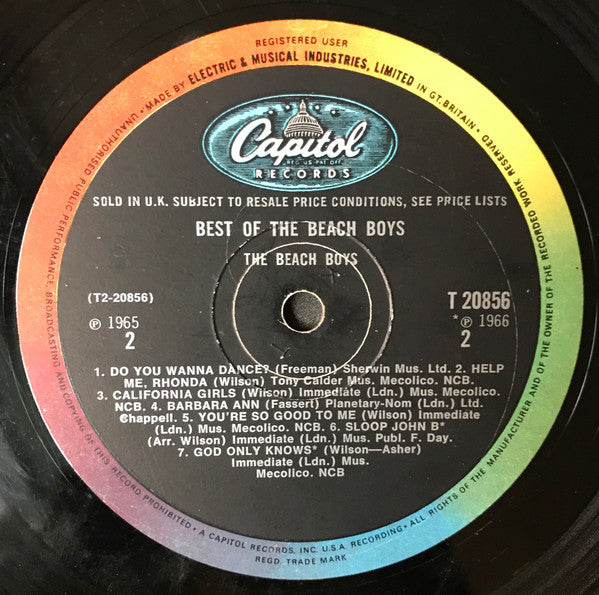 REGISTERED USER
UNAUTHORISED PUBLIC PERFORMANCE, BROADCASTING AND COPYING OF THIS RECORD PROHIBITED • A CAPITOL RECORDS, INC. U.S.A. RECORDING • ALL RIGHTS OF THE MANUFACTURER AND OF THE OWNER OF THE RECORDED WORK RESERVED
• MADE BY ELECTRIC & MUSICAL INDUSTRIES, LIMITED IN GT. BRITAIN •
Capitol
REG. US. PAT. OFF.
RECORDS
SOLD IN U.K. SUBJECT TO RESALE PRICE CONDITIONS, SEE PRICE LISTS
BEST OF THE BEACH BOYS
THE BEACH BOYS
(T2-20856) T 20856
℗ 1965 * ℗ 1966
2 2
1. DO YOU WANNA DANCE? (Freeman) Sherwin Mus. Ltd. 2. HELP
ME, RHONDA (Wilson) Tony Calder Mus. Mecolico. NCB.
3. CALIFORNIA GIRLS (Wilson) Immediate (Ldn.) Mus. Mecolico.
NCB. 4. BARBARA ANN (Fassert) Planetary-Nom (Ldn.) Ltd.
Chappell. 5. YOU'RE SO GOOD TO ME (Wilson) Immediate
(Ldn.) Mus. Mecolico. NCB. 6. SLOOP JOHN B*
(Arr. Wilson) Immediate (Ldn.) Mus. Publ. F. Day.
7. GOD ONLY KNOWS* (Wilson—Asher)
Immediate (Ldn.) Mus.
Mecolico. NCB
REGD. TRADE MARK